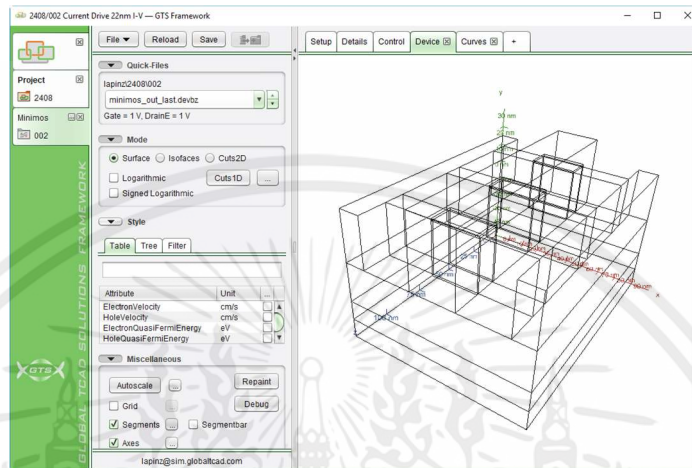 2408/002 Current Drive 22nm I-V — GTS Framework
Project
2408
Minimos
002
GLOBAL TCAD SOLUTIONS FRAMEWORK
GTS
File Reload Save
Quick-Files
lapinz\2408\002
minimos_out_last.devbz
Gate = 1 V, DrainE = 1 V
Mode
Surface Isofaces Cuts2D
Logarithmic Cuts1D ...
Signed Logarithmic
Style
Table Tree Filter
Attribute Unit ...
ElectronVelocity cm/s
HoleVelocity cm/s
ElectronQuasiFermiEnergy eV
HoleQuasiFermiEnergy eV
Miscellaneous
Autoscale ... Repaint
Grid ... Debug
Segments ... Segmentbar
Axes ...
lapinz@sim.globaltcad.com
Setup Details Control Device Curves +
y
30 nm
x
100 nm